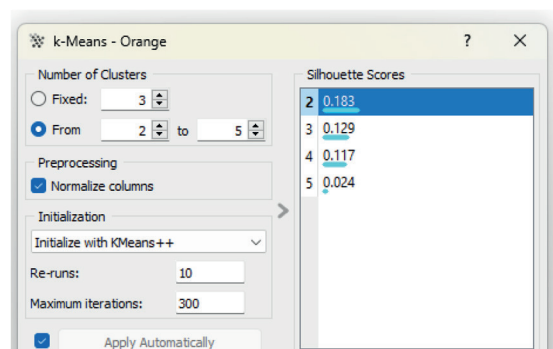 k-Means - Orange ? ×
Number of Clusters
Fixed: 3
From 2 to 5
Preprocessing
Normalize columns
Initialization
Initialize with KMeans++
Re-runs: 10
Maximum iterations: 300
Apply Automatically
Silhouette Scores
2 0.183
3 0.129
4 0.117
5 0.024